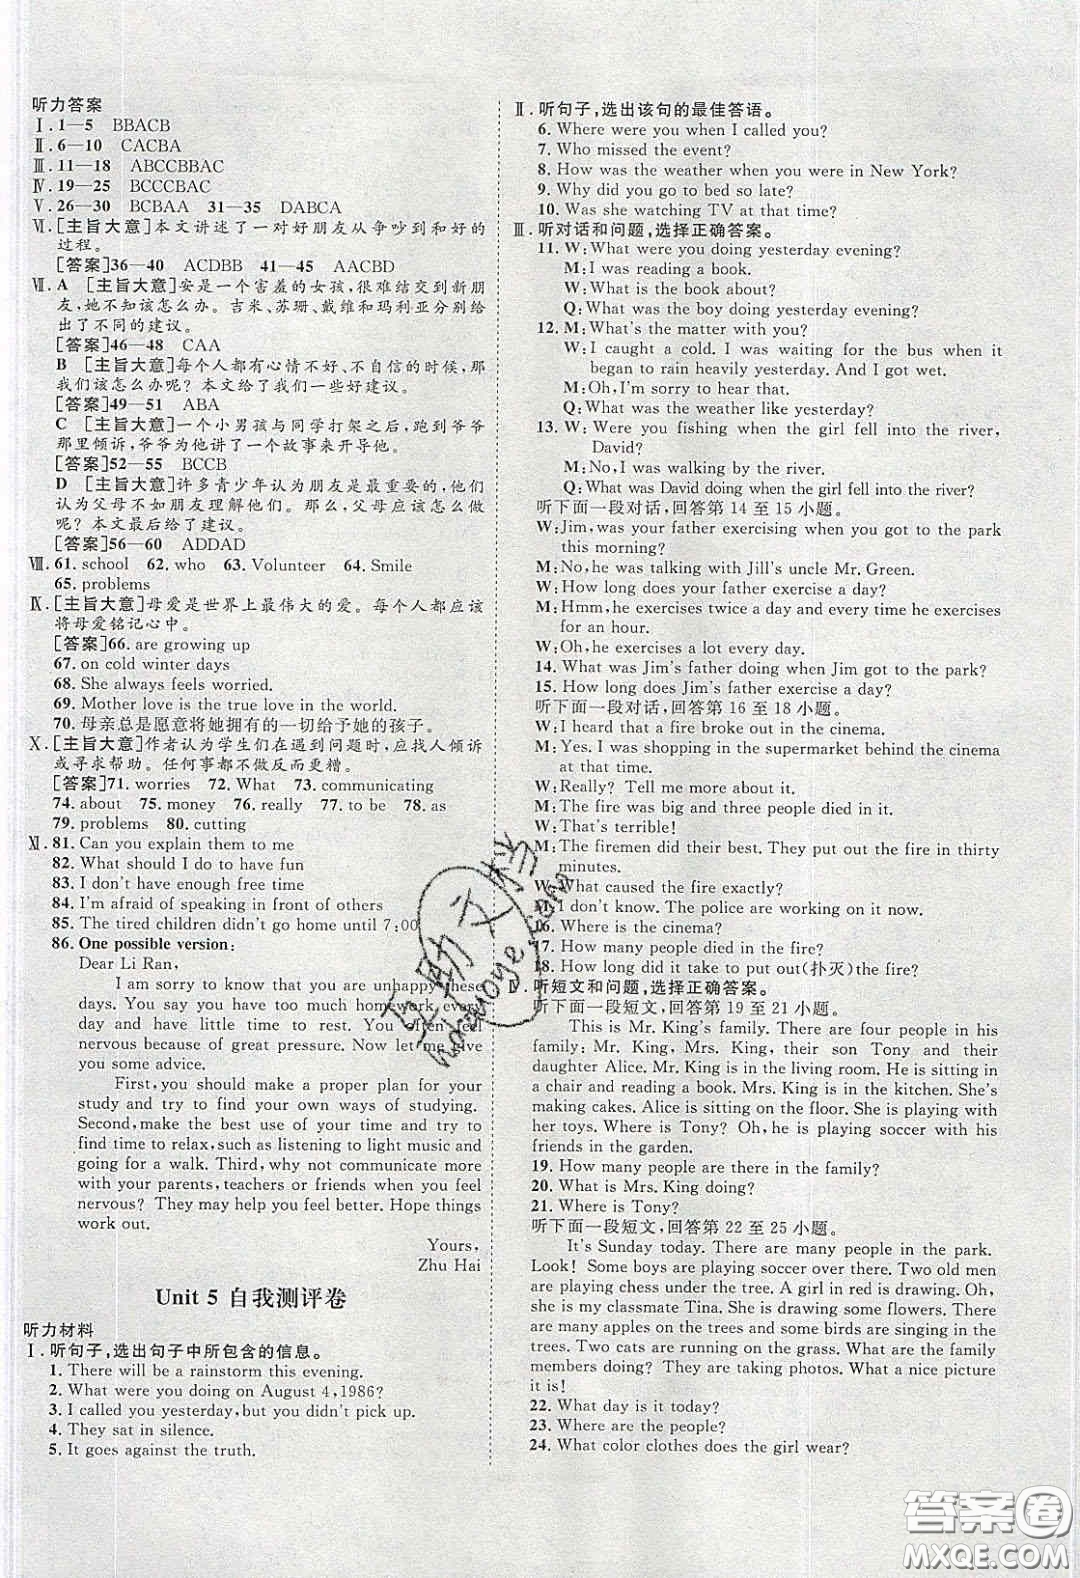 听力答案
Ⅰ. 1—5 BBACB
Ⅱ. 6—10 CACBA
Ⅲ. 11—18 ABCCBBAC
Ⅳ. 19—25 BCCCBAC
Ⅴ. 26—30 BCBAA 31—35 DABCA
Ⅵ. [主旨大意]本文讲述了一对好朋友从争吵到和好的
过程。
[答案]36—40 ACDBB 41—45 AACBD
Ⅶ. A [主旨大意]安是一个害羞的女孩,很难结交到新朋
友,她不知该怎么办。吉米、苏珊、戴维和玛利亚分别给
出了不同的建议。
[答案]46—48 CAA
B [主旨大意]每个人都有心情不好、不自信的时候,那
我们该怎么办呢? 本文给了我们一些好建议。
[答案]49—51 ABA
C [主旨大意]一个小男孩与同学打架之后,跑到爷爷
那里倾诉,爷爷为他讲了一个故事来开导他。
[答案]52—55 BCCB
D [主旨大意]许多青少年认为与父母沟通很难,他
们认为父母不如朋友理解他们。那么,父母应该怎么做
呢? 本文最后给了建议。
[答案]56—60 ADDAD
Ⅷ. 61. school 62. who 63. Volunteer 64. Smile
65. problems
Ⅸ. [主旨大意]母爱是世界上最伟大的爱。每个人都应该
将母爱铭记心中。
[答案]66. are growing up
67. on cold winter days
68. She always feels worried.
69. Mother love is the true love in the world.
70. 母亲总是愿意将她拥有的一切给予她的孩子。
Ⅹ. [主旨大意]作者认为学生们在遇到问题时,应找人倾诉
或寻求帮助。任何事都不做反而更糟。
[答案]71. worries 72. What 73. communicating
74. about 75. money 76. really 77. to be 78. as
79. problems 80. cutting
Ⅺ. 81. Can you explain them to me
82. What should I do to have fun
83. I don't have enough free time
84. I'm afraid of speaking in front of others
85. The tired children didn't go home until 7:00
86. One possible version:
Dear Li Ran,
I am sorry to know that you are unhappy these
days. You say you have too much homework every
day and have little time to rest. You often feel
nervous because of great pressure. Now let me give
you some advice.
First, you should make a proper plan for your
study and try to find your own ways of studying.
Second, make the best use of your time and try to
find time to relax, such as listening to light music and
going for a walk. Third, why not communicate more
with your parents, teachers or friends when you feel
nervous? They may help you feel better. Hope things
work out.
Yours,
Zhu Hai
Unit 5 自我测评卷
听力材料
Ⅰ. 听句子,选出句子中所包含的信息。
1. There will be a rainstorm this evening.
2. What were you doing on August 4, 1986?
3. I called you yesterday, but you didn't pick up.
4. They sat in silence.
5. It goes against the truth.
Ⅱ. 听句子,选出该句的最佳答语。
6. Where were you when I called you?
7. Who missed the event?
8. How was the weather when you were in New York?
9. Why did you go to bed so late?
10. Was she watching TV at that time?
Ⅲ. 听对话和问题,选择正确答案。
11. W: What were you doing yesterday evening?
M: I was reading a book.
W: What is the book about?
Q: What was the boy doing yesterday evening?
12. M: What's the matter with you?
W: I caught a cold. I was waiting for the bus when it
began to rain heavily yesterday. And I got wet.
M: Oh, I'm sorry to hear that.
Q: What was the weather like yesterday?
13. W: Were you fishing when the girl fell into the river,
David?
M: No, I was walking by the river.
Q: What was David doing when the girl fell into the river?
听下面一段对话,回答第 14 至 15 小题。
W: Jim, was your father exercising when you got to the park
this morning?
M: No, he was talking with Jill's uncle Mr. Green.
W: How long does your father exercise a day?
M: Hmm, he exercises twice a day and every time he exercises
for an hour.
W: Oh, he exercises a lot every day.
14. What was Jim's father doing when Jim got to the park?
15. How long does Jim's father exercise a day?
听下面一段对话,回答第 16 至 18 小题。
W: I heard that a fire broke out in the cinema.
M: Yes. I was shopping in the supermarket behind the cinema
at that time.
W: Really? Tell me more about it.
M: The fire was big and three people died in it.
W: That's terrible!
M: The firemen did their best. They put out the fire in thirty
minutes.
W: What caused the fire exactly?
M: I don't know. The police are working on it now.
16. Where is the cinema?
17. How many people died in the fire?
18. How long did it take to put out(扑灭)the fire?
Ⅳ. 听短文和问题,选择正确答案。
听下面一段短文,回答第 19 至 21 小题。
This is Mr. King's family. There are four people in his
family: Mr. King, Mrs. King, their son Tony and their
daughter Alice. Mr. King is in the living room. He is sitting
in a chair and reading a book. Mrs. King is in the kitchen. She's
making cakes. Alice is sitting on the floor. She is playing with
her toys. Where is Tony? Oh, he is playing soccer with his
friends in the garden.
19. How many people are there in the family?
20. What is Mrs. King doing?
21. Where is Tony?
听下面一段短文,回答第 22 至 25 小题。
It's Sunday today. There are many people in the park.
Look! Some boys are playing soccer over there. Two old men
are playing chess under the tree. A girl in red is drawing. Oh,
she is my classmate Tina. She is drawing some flowers. There
are many apples on the trees and some birds are singing in the
trees. Two cats are running on the grass. What are the family
members doing? They are taking photos. What a nice picture
it is!
22. What day is it today?
23. Where are the people?
24. What color clothes does the girl wear?
互助文档
答案圈
MXQE.COM